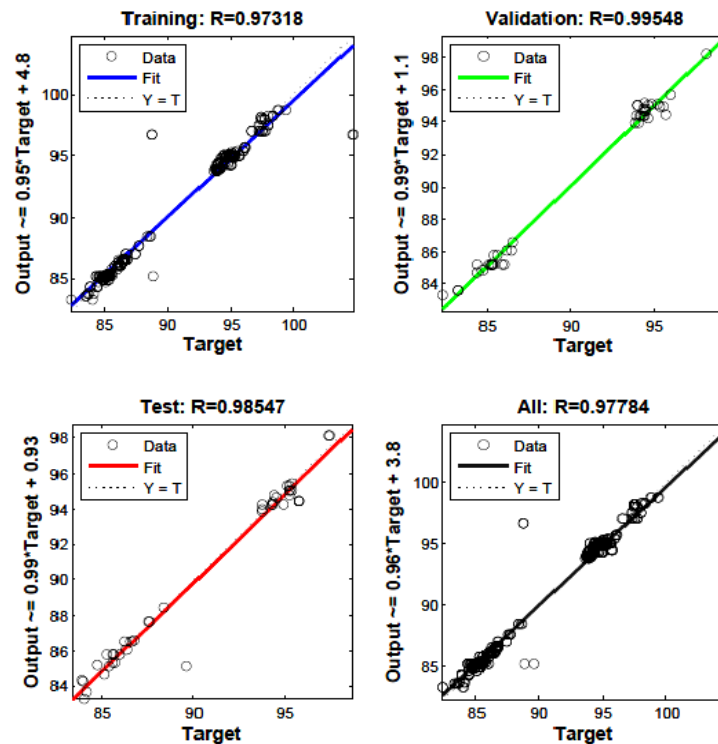 Training: R=0.97318
Data
Fit
Y = T
Output ~= 0.95*Target + 4.8
100
95
90
85
85
90
95
100
Target
Validation: R=0.99548
Data
Fit
Y = T
Output ~= 0.99*Target + 1.1
98
96
94
92
90
88
86
84
85
90
95
Target
Test: R=0.98547
Data
Fit
Y = T
Output ~= 0.99*Target + 0.93
98
96
94
92
90
88
86
84
85
90
95
Target
All: R=0.97784
Data
Fit
Y = T
Output ~= 0.96*Target + 3.8
100
95
90
85
85
90
95
100
Target